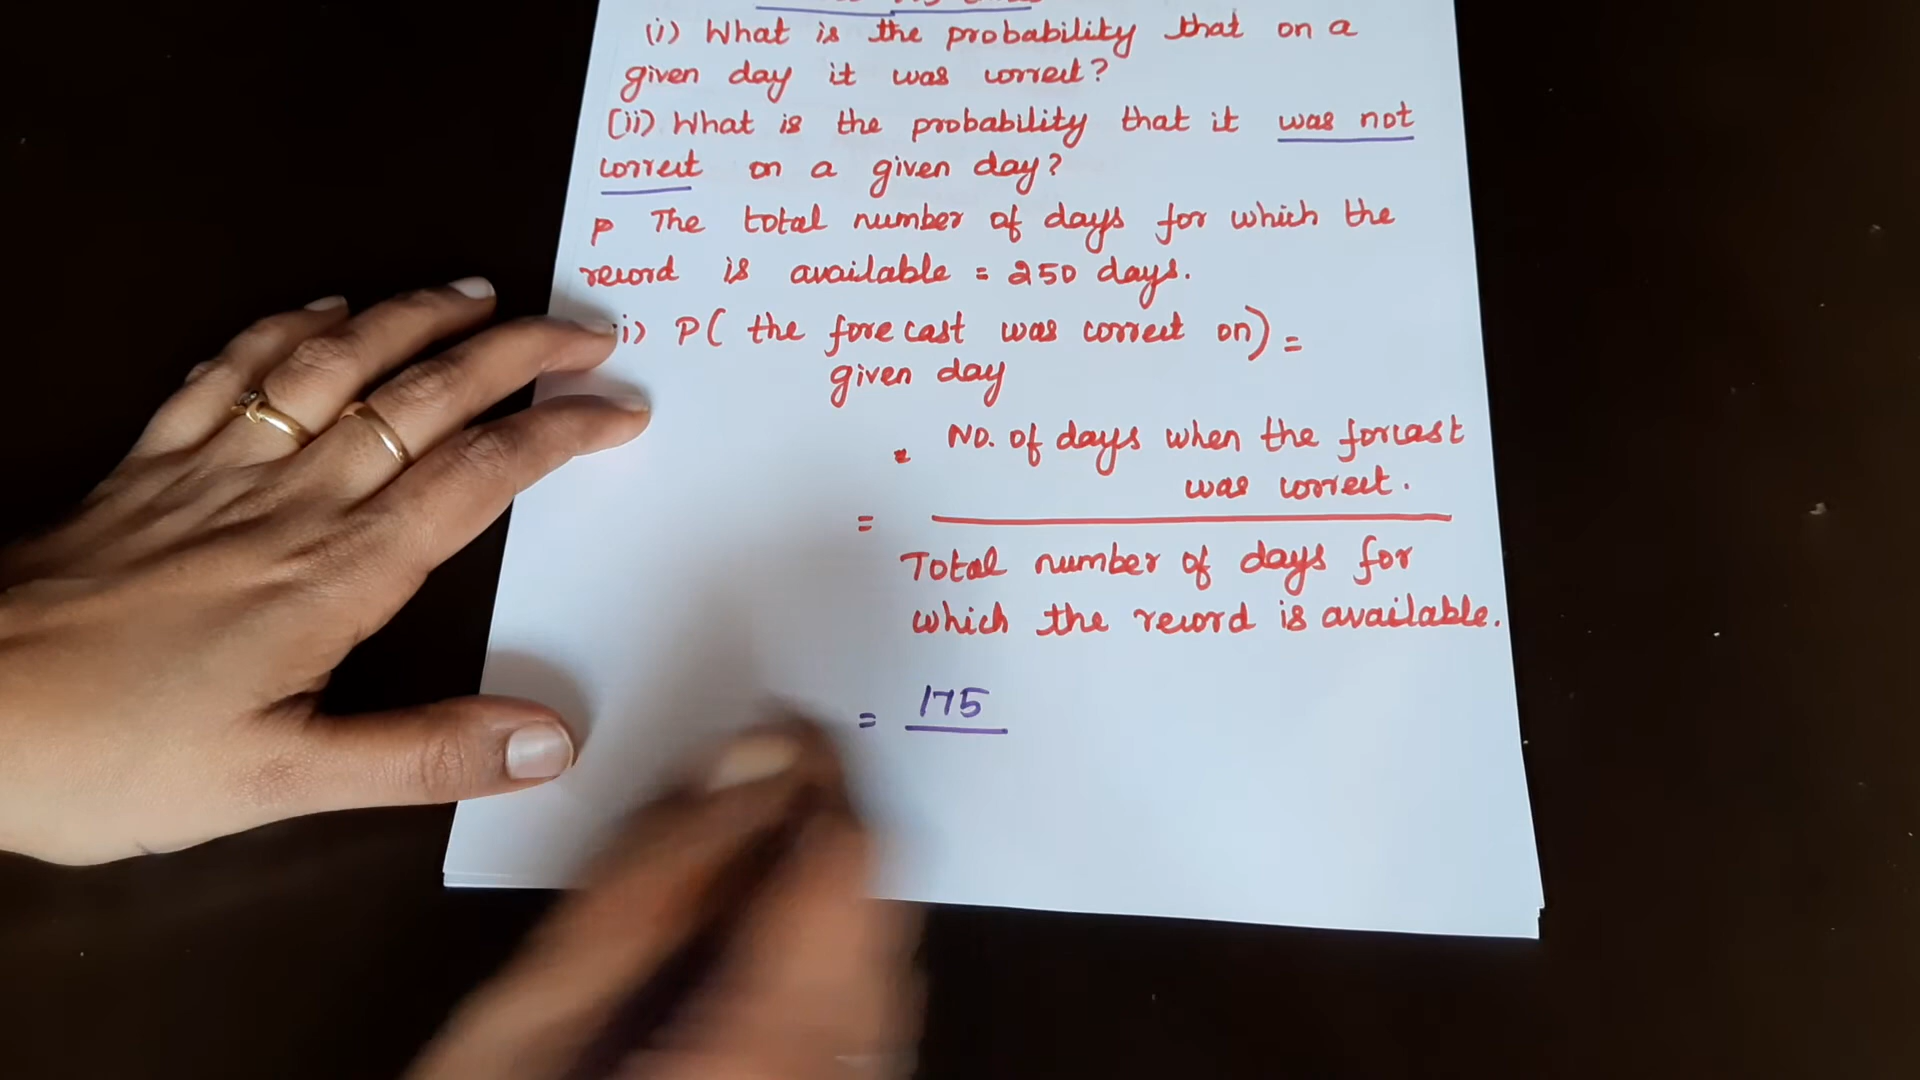 (i) What is the probability that on a
given day it was correct?
(ii) What is the probability that it was not
correct on a given day?
P The total number of days for which the
record is available = 250 days.
i) P( the forecast was correct on) =
given day
No. of days when the forcast
was correct.
=
Total number of days for
which the record is available.
= 175